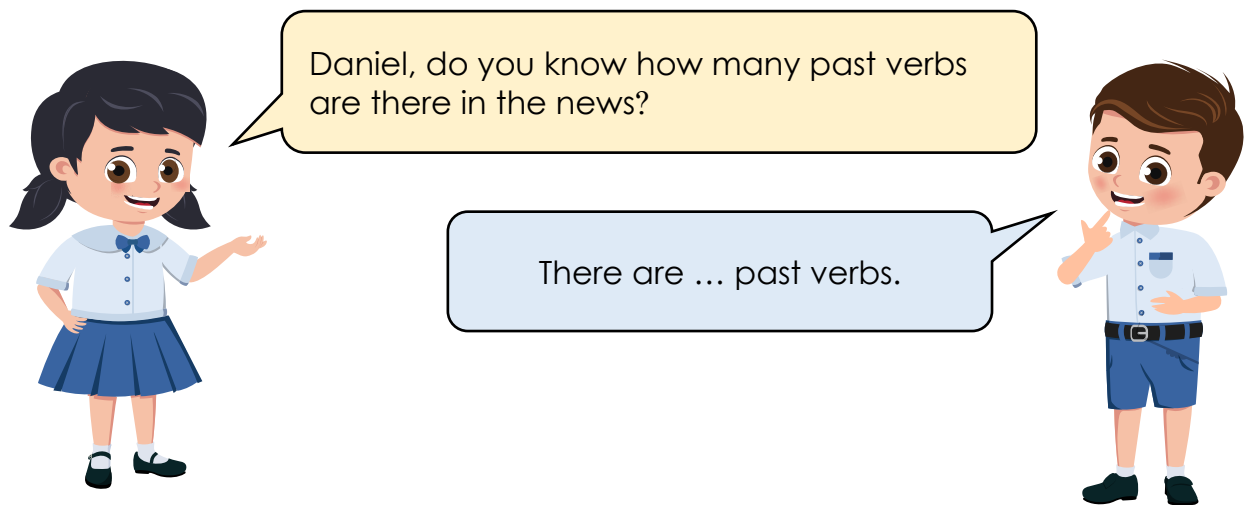 Daniel, do you know how many past verbs
are there in the news?
There are … past verbs.